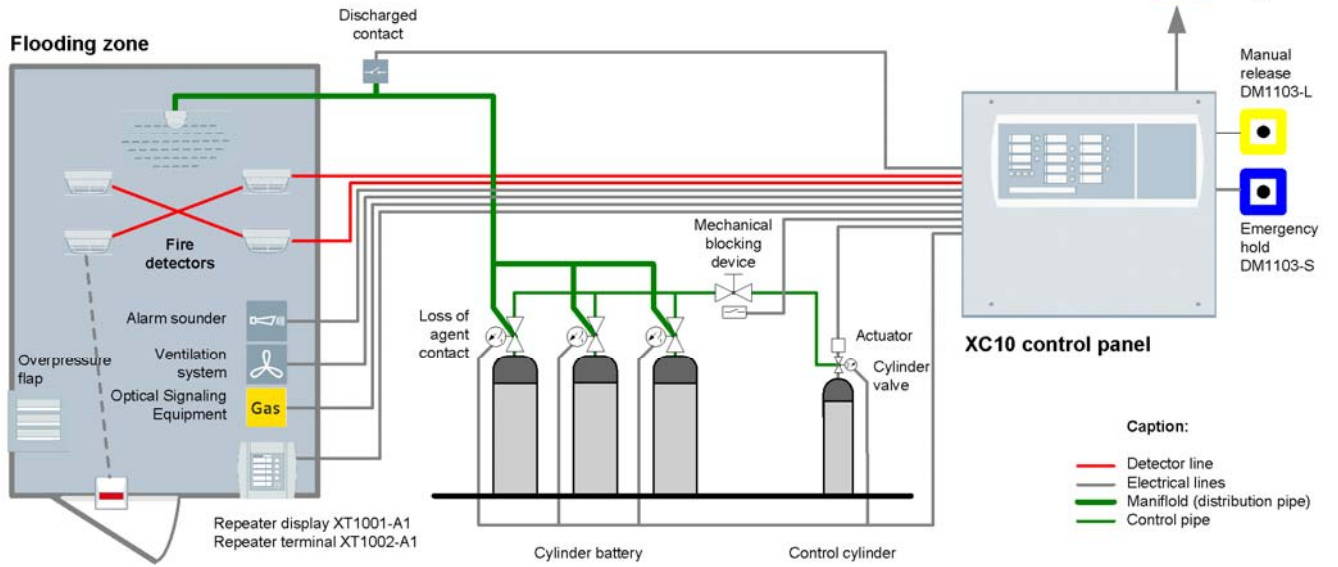 Discharged
contact
Flooding zone
Manual
release
DM1103-L
Emergency
hold
DM1103-S
Mechanical
blocking
device
Fire
detectors
Alarm sounder
Ventilation
system
Overpressure
flap
Optical Signaling
Equipment
Gas
Loss of
agent
contact
Actuator
Cylinder
valve
XC10 control panel
Caption:
Detector line
Electrical lines
Maniflold (distribution pipe)
Control pipe
Repeater display XT1001-A1
Repeater terminal XT1002-A1
Cylinder battery
Control cylinder